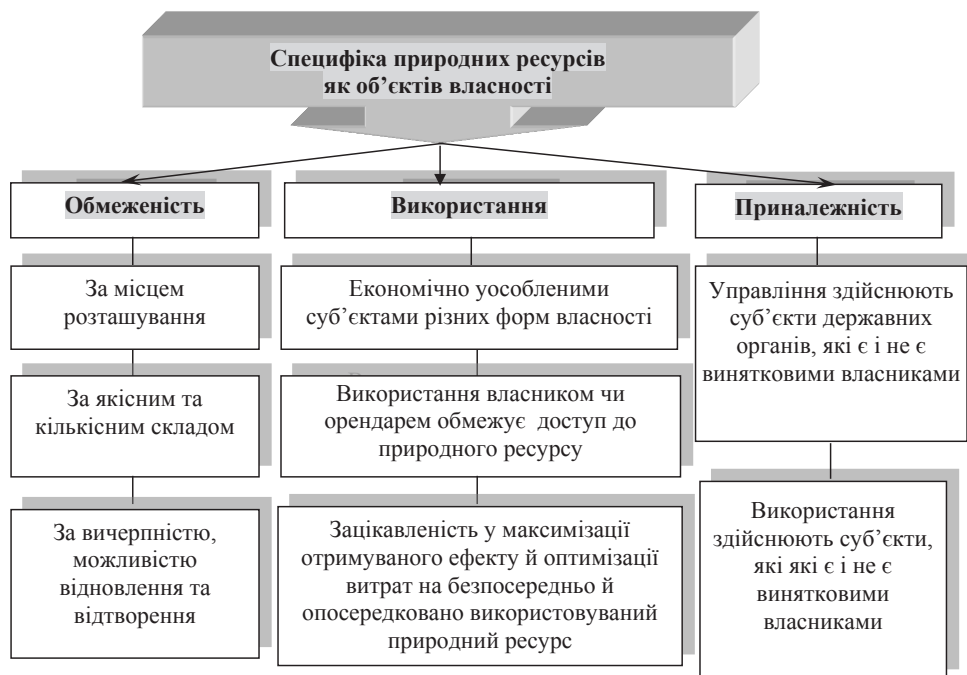 Специфіка природних ресурсів
як об’єктів власності
Обмеженість
За місцем
розташування
За якісним та
кількісним складом
За вичерпністю,
можливістю
відновлення та
відтворення
Використання
Економічно уособленими
суб’єктами різних форм власності
Використання власником чи
орендарем обмежує доступ до
природного ресурсу
Зацікавленість у максимізації
отримуваного ефекту й оптимізації
витрат на безпосередньо й
опосередковано використовуваний
природний ресурс
Приналежність
Управління здійснюють
суб’єкти державних
органів, які є і не є
винятковими власниками
Використання
здійснюють суб’єкти,
які які є і не є
винятковими
власниками